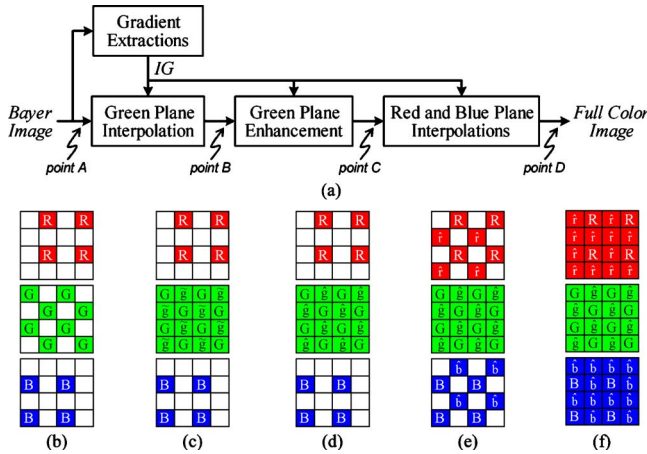 Gradient
Extractions
IG
Bayer
Image
Green Plane
Interpolation
Green Plane
Enhancement
Red and Blue Plane
Interpolations
Full Color
Image
point A
point B
point C
point D
(a)
R R R R R R R R r̂ R r̂ R
r̂ r̂ r̂ r̂ r̂ r̂
R R R R R R R R r̂ R r̂ R
r̂ r̂ r̂ r̂ r̂ r̂
G G G g̃ G g̃ G ĝ G ĝ G ĝ G ĝ G ĝ G ĝ
G G g̃ G g̃ G ĝ G ĝ G ĝ G ĝ G ĝ G ĝ G
G G G g̃ G g̃ G ĝ G ĝ G ĝ G ĝ G ĝ G ĝ
G G g̃ G g̃ G ĝ G ĝ G ĝ G ĝ G ĝ G ĝ G
b̂ b̂ b̂ b̂ b̂ b̂
B B B B B B B B B b̂ B b̂
b̂ b̂ b̂ b̂ b̂ b̂
B B B B B B B B B b̂ B b̂
(b) (c) (d) (e) (f)